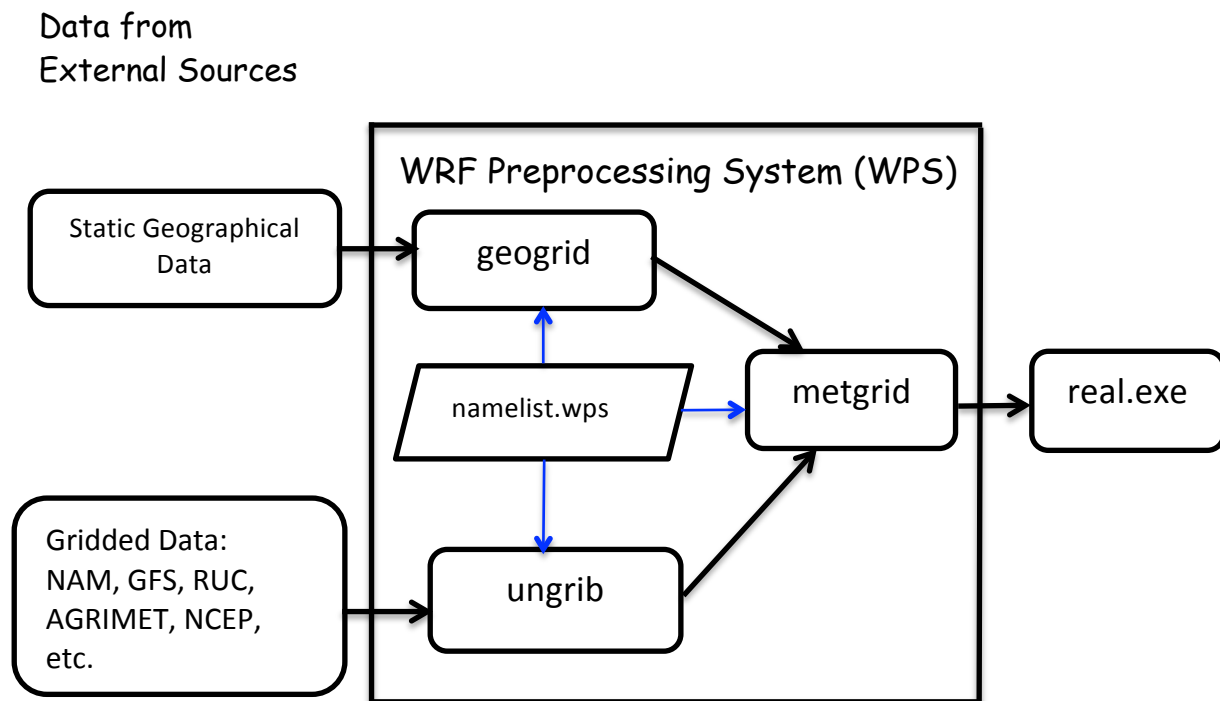 Data from
External Sources
WRF Preprocessing System (WPS)
Static Geographical
Data
geogrid
namelist.wps
metgrid
real.exe
Gridded Data:
NAM, GFS, RUC,
AGRIMET, NCEP,
etc.
ungrib